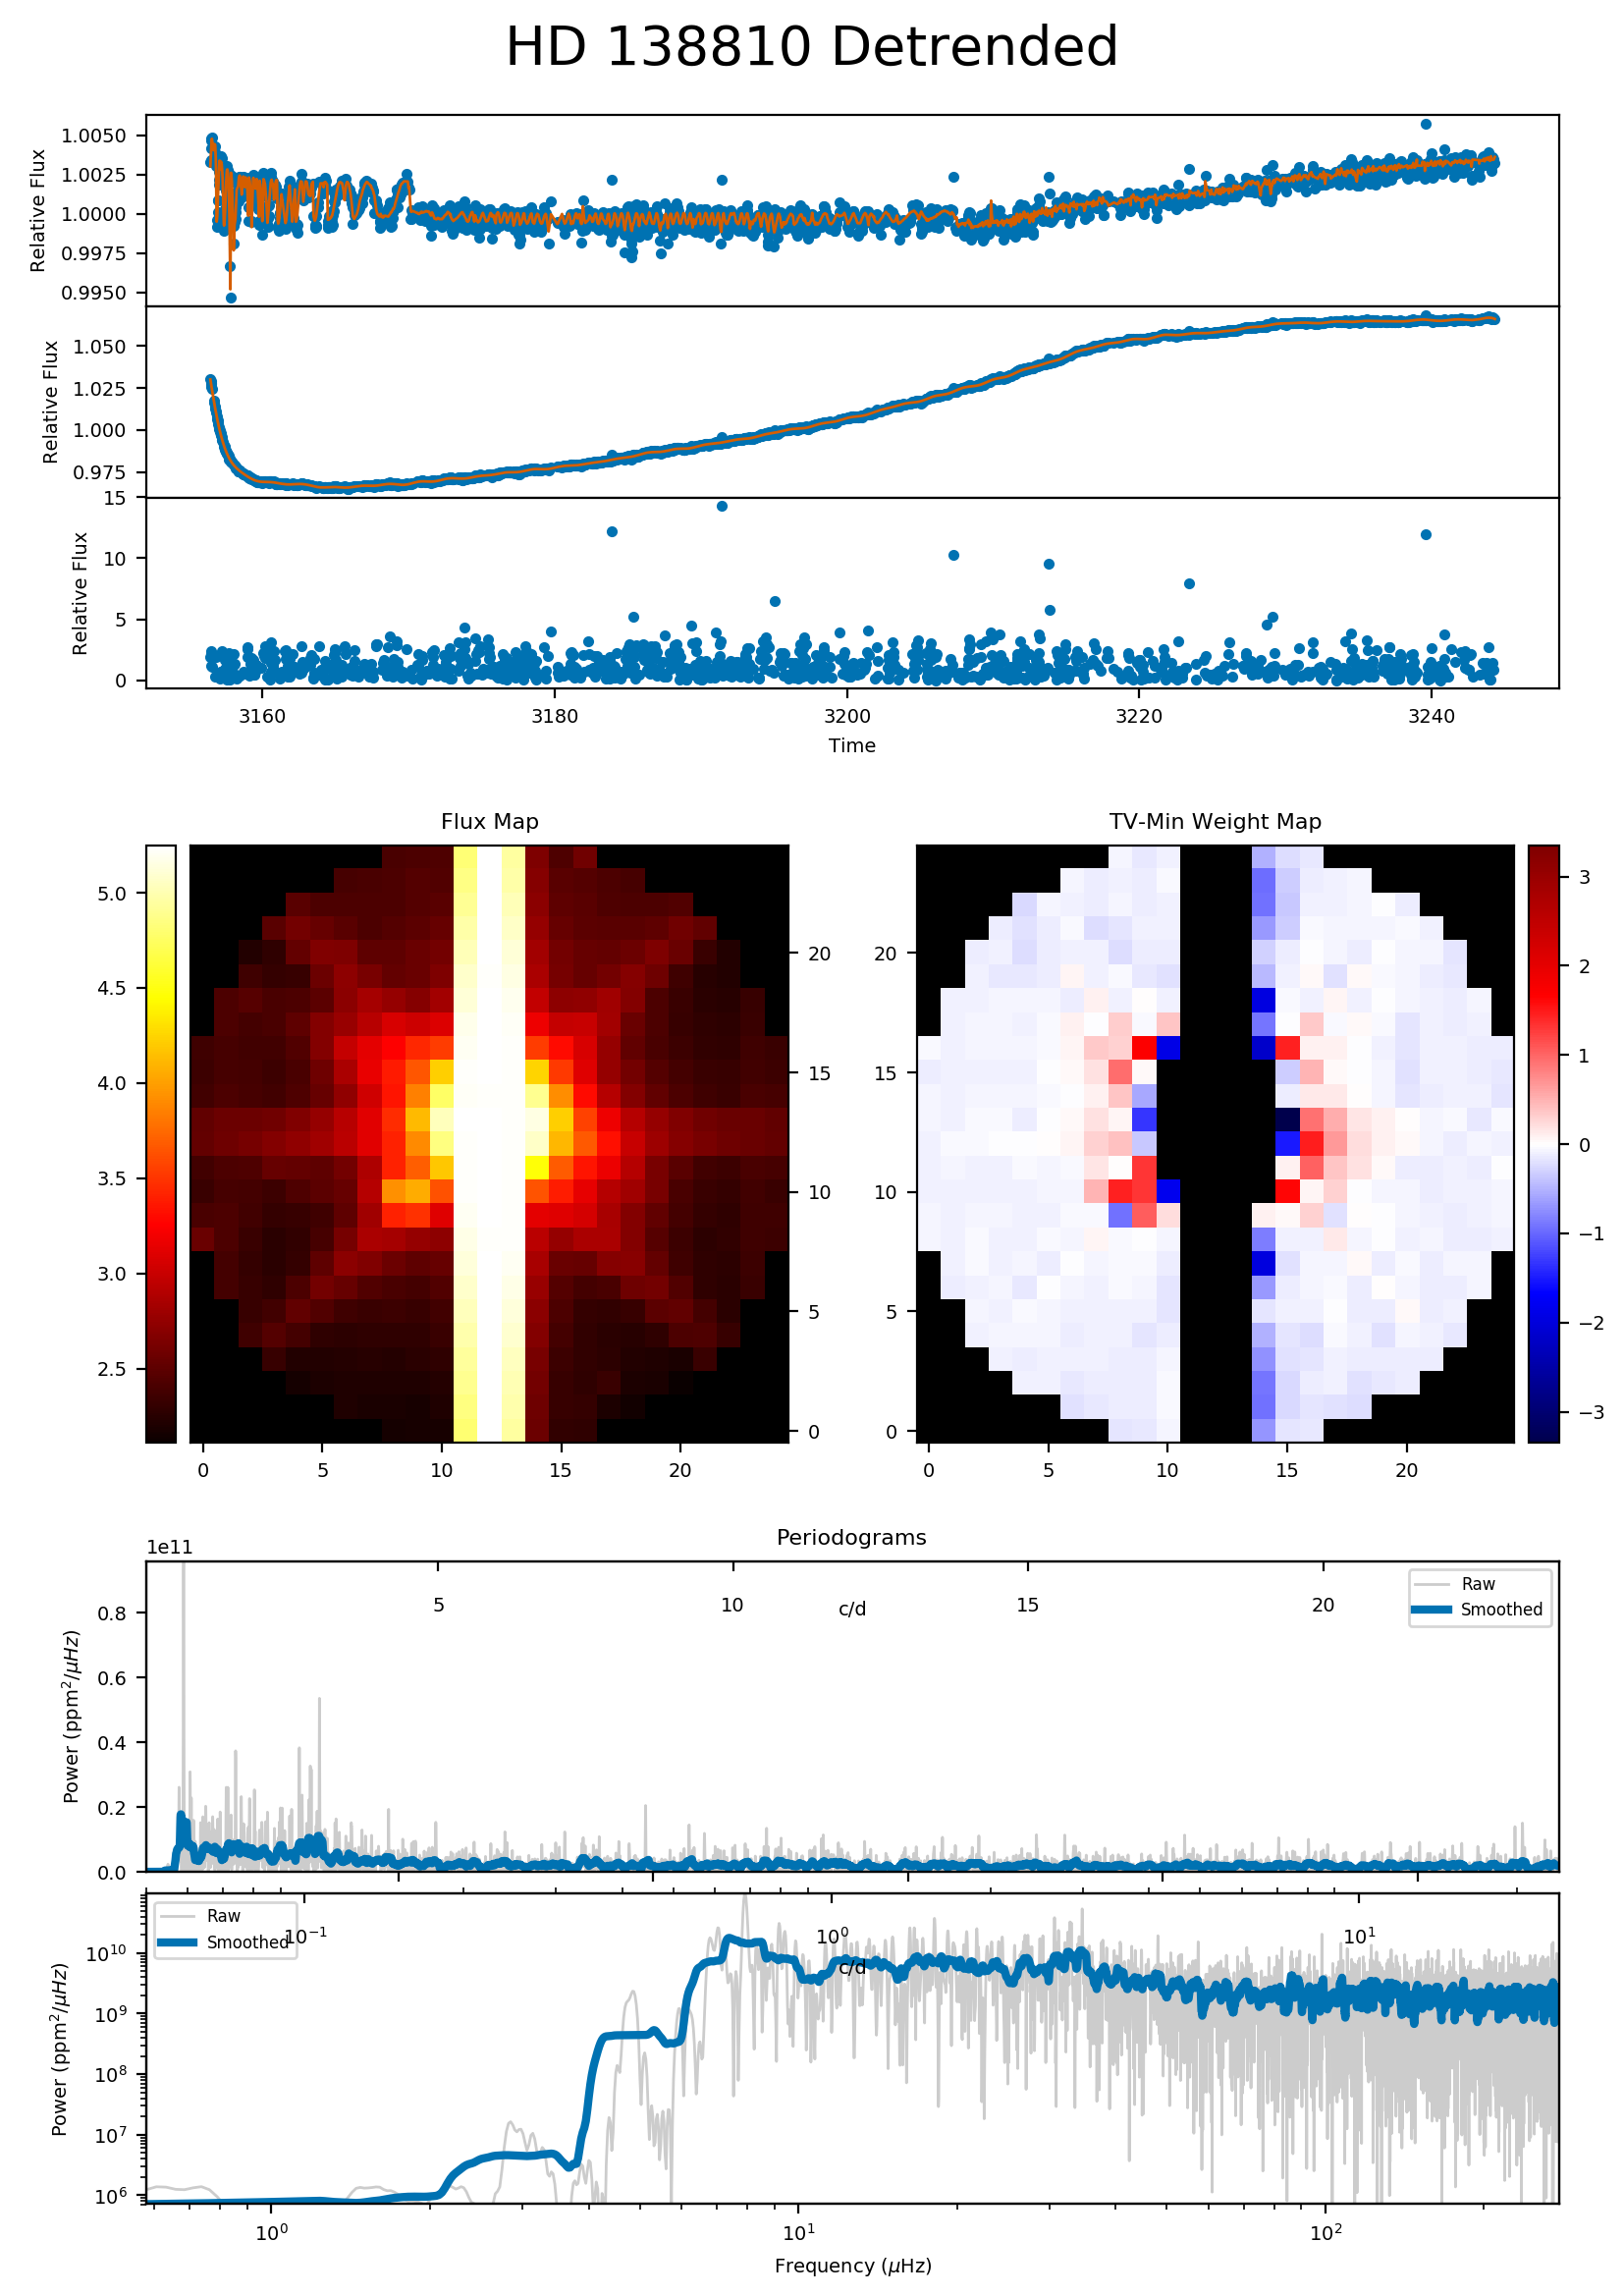 HD 138810 Detrended
1.0050
1.0025
1.0000
0.9975
0.9950
Relative Flux
1.050
1.025
1.000
0.975
Relative Flux
15
10
5
0
Relative Flux
3160 3180 3200 3220 3240
Time
Flux Map
5.0
4.5
4.0
3.5
3.0
2.5
20
15
10
5
0
0 5 10 15 20
TV-Min Weight Map
20
15
10
5
0
0 5 10 15 20
3
2
1
0
−1
−2
−3
Periodograms
1e11
5 10 15 20
c/d
Raw
Smoothed
0.8
0.6
0.4
0.2
0.0
Power (ppm²/μHz)
Raw
Smoothed
10⁻¹ 10⁰ 10¹
c/d
10¹⁰
10⁹
10⁸
10⁷
10⁶
Power (ppm²/μHz)
10⁰ 10¹ 10²
Frequency (μHz)